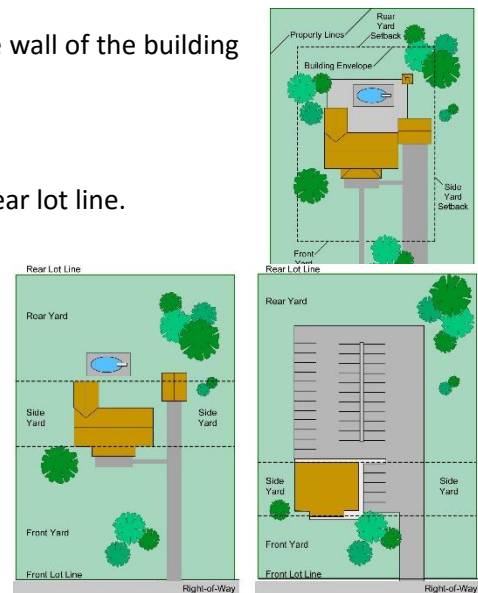 e wall of the building
ear lot line.
Property Lines
Rear
Yard
Setback
Building Envelope
Side
Yard
Setback
Front
Yard
Rear Lot Line
Rear Yard
Side
Yard
Side
Yard
Front Yard
Front Lot Line
Right-of-Way
Rear Lot Line
Rear Yard
Side
Yard
Side
Yard
Front Yard
Front Lot Line
Right-of-Way